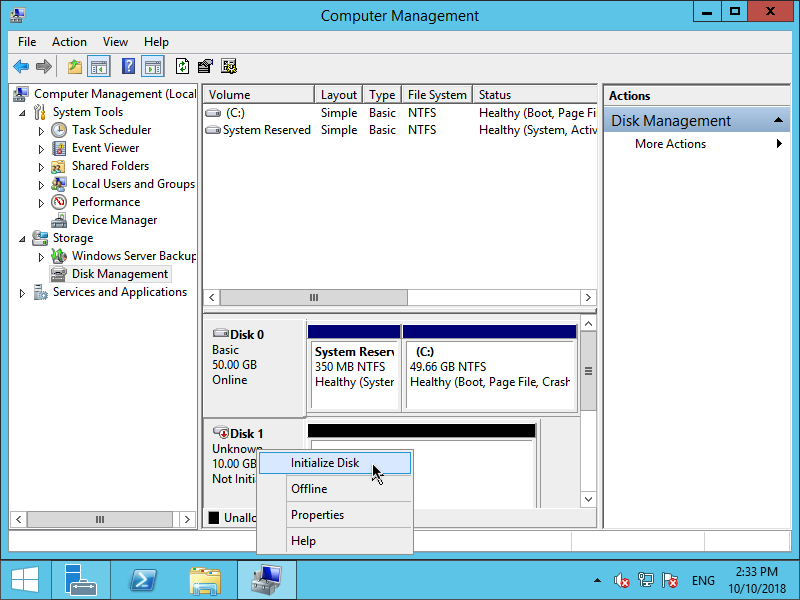 Computer Management
File Action View Help
Computer Management (Local
System Tools
Task Scheduler
Event Viewer
Shared Folders
Local Users and Groups
Performance
Device Manager
Storage
Windows Server Backup
Disk Management
Services and Applications
Volume Layout Type File System Status
(C:) Simple Basic NTFS Healthy (Boot, Page Fi
System Reserved Simple Basic NTFS Healthy (System, Activ
Disk 0
Basic
50.00 GB
Online
System Reserv
350 MB NTFS
Healthy (System
(C:)
49.66 GB NTFS
Healthy (Boot, Page File, Crash
Disk 1
Unknown
10.00 GB
Not Initia
Unalloc
Initialize Disk
Offline
Properties
Help
Actions
Disk Management
More Actions
ENG
2:33 PM
10/10/2018